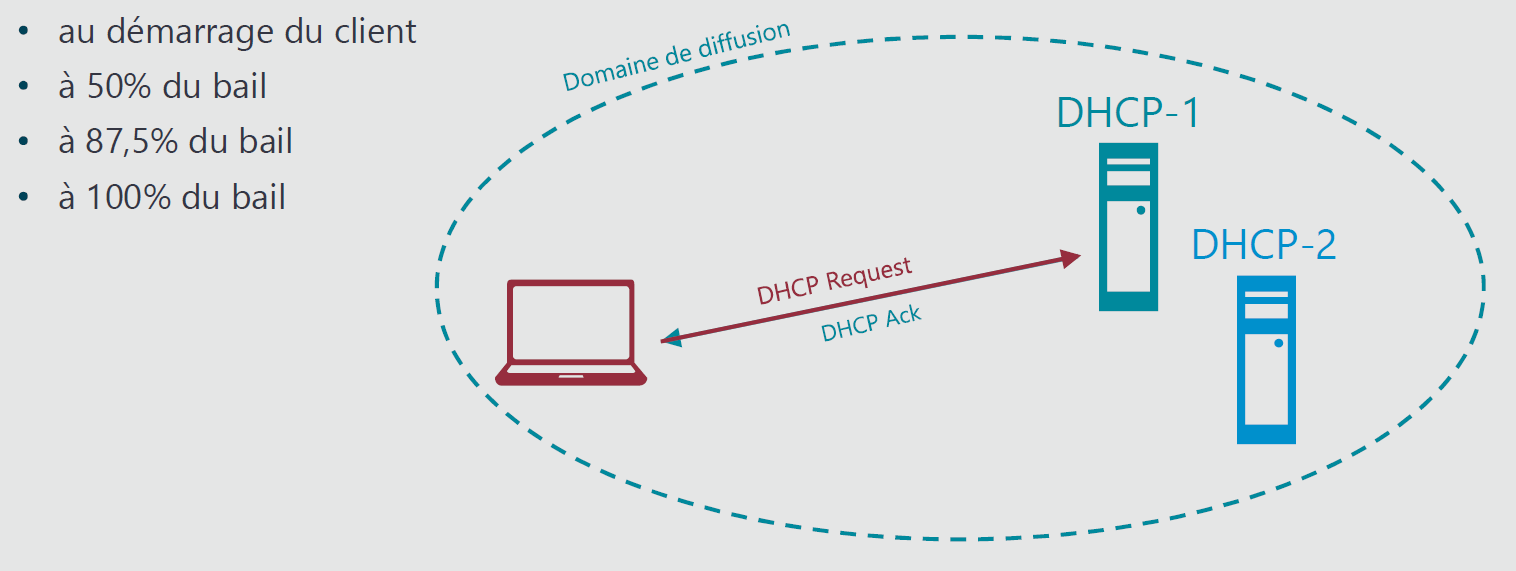 • au démarrage du client
• à 50% du bail
• à 87,5% du bail
• à 100% du bail
Domaine de diffusion
DHCP-1
DHCP-2
DHCP Request
DHCP Ack